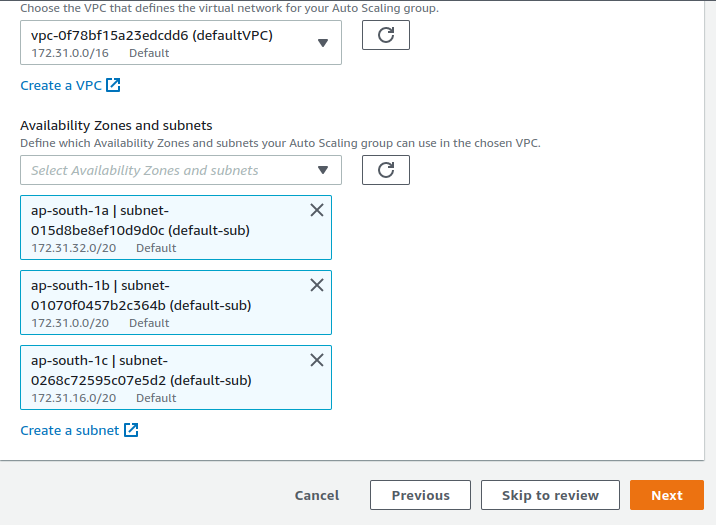 Choose the VPC that defines the virtual network for your Auto Scaling group.
vpc-0f78bf15a23edcdd6 (defaultVPC)
172.31.0.0/16 Default
Create a VPC
Availability Zones and subnets
Define which Availability Zones and subnets your Auto Scaling group can use in the chosen VPC.
Select Availability Zones and subnets
ap-south-1a | subnet-
015d8be8ef10d9d0c (default-sub)
172.31.32.0/20 Default
ap-south-1b | subnet-
01070f0457b2c364b (default-sub)
172.31.0.0/20 Default
ap-south-1c | subnet-
0268c72595c07e5d2 (default-sub)
172.31.16.0/20 Default
Create a subnet
Cancel Previous Skip to review Next